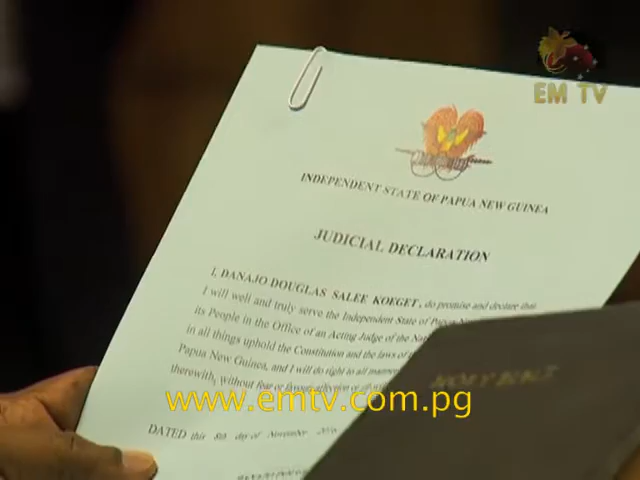 EM TV
INDEPENDENT STATE OF PAPUA NEW GUINEA
JUDICIAL DECLARATION
I, DANAJO DOUGLAS SALEE KOEGET, do promise and declare that
I will well and truly serve the Independent State of Papua
its People in the Office of an Acting Judge of the
in all things uphold the Constitution and the laws of
Papua New Guinea, and I will do right to all
therewith, without fear or favour, affection or
HOLY BIBLE
www.emtv.com.pg
DATED this 8th day of November